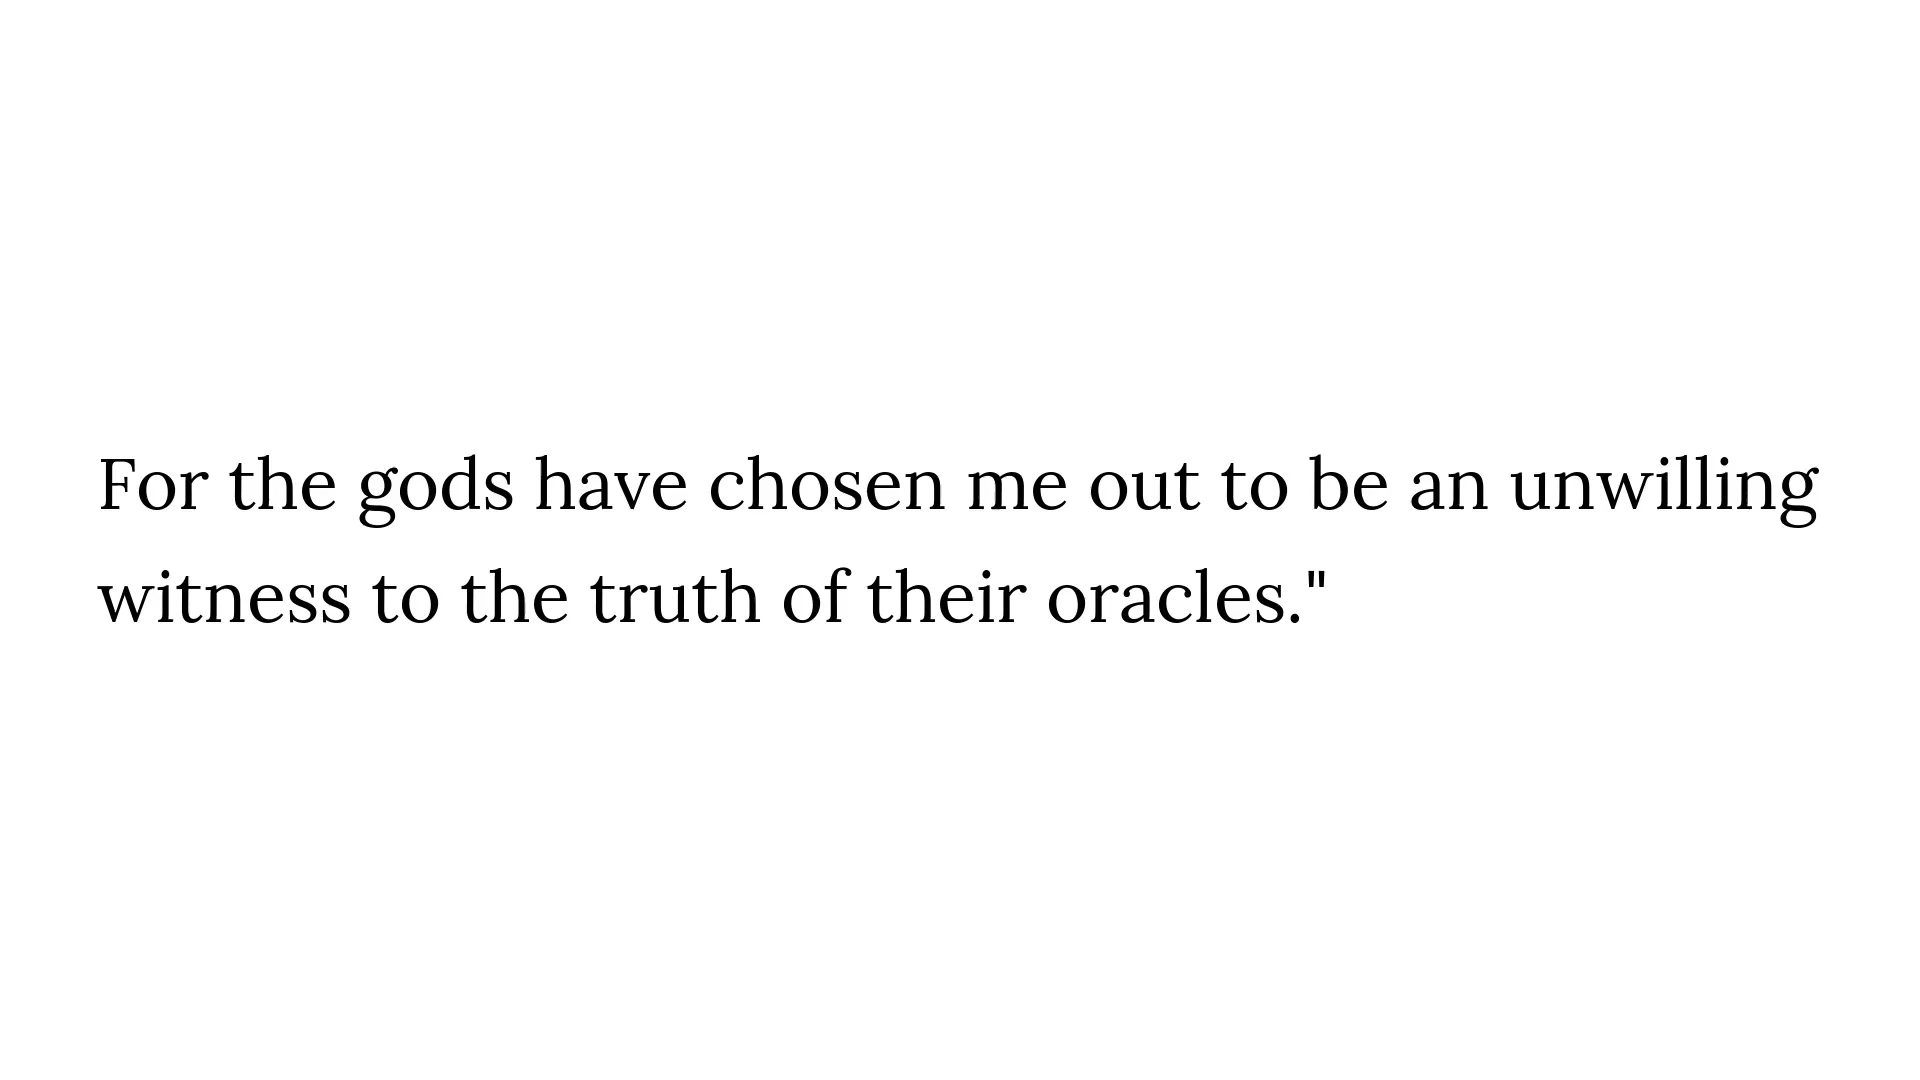 For the gods have chosen me out to be an unwilling
witness to the truth of their oracles."